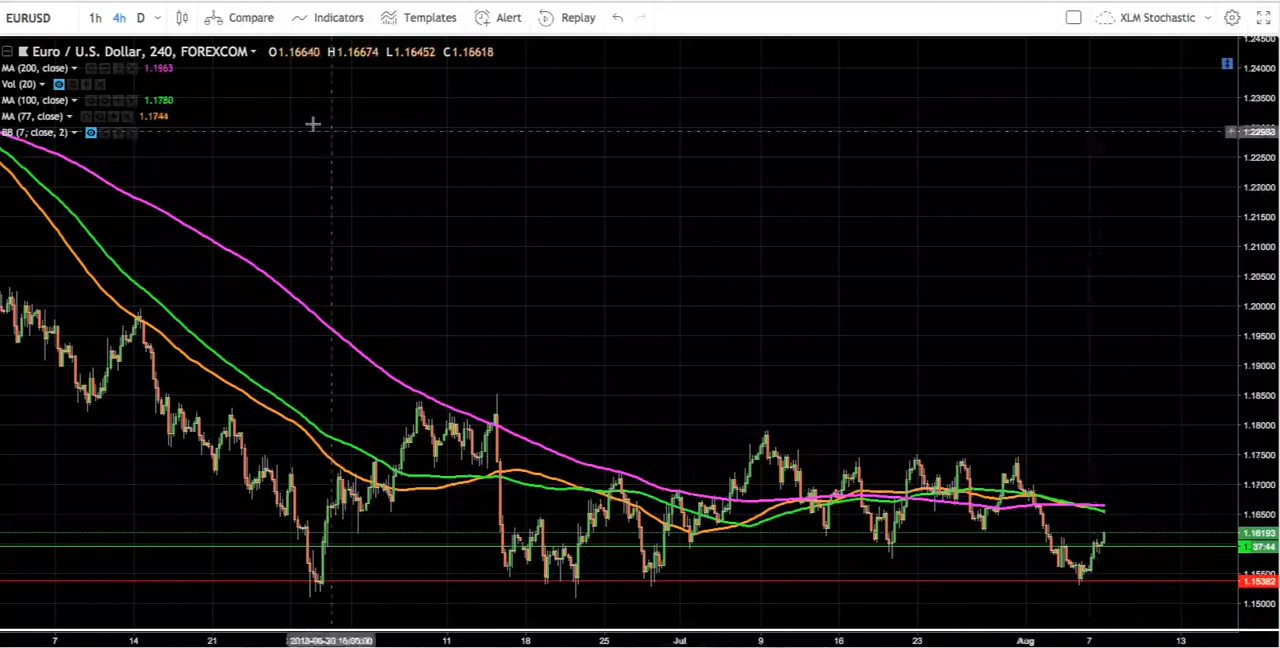 EURUSD 1h 4h D Compare Indicators Templates Alert Replay XLM Stochastic
Euro / U.S. Dollar, 240, FOREXCOM O1.16640 H1.16674 L1.16452 C1.16618
MA (200, close) 1.1963
Vol (20)
MA (100, close) 1.1780
MA (77, close) 1.1744
BB (7, close, 2)
1.24500
1.24000
1.23500
1.22500
1.22000
1.21500
1.21000
1.20500
1.20000
1.19500
1.19000
1.18500
1.18000
1.17500
1.17000
1.16500
1.16193
37:44
1.15500
1.15382
1.15000
7 14 21 11 18 25 Jul 9 16 23 Aug 7 13